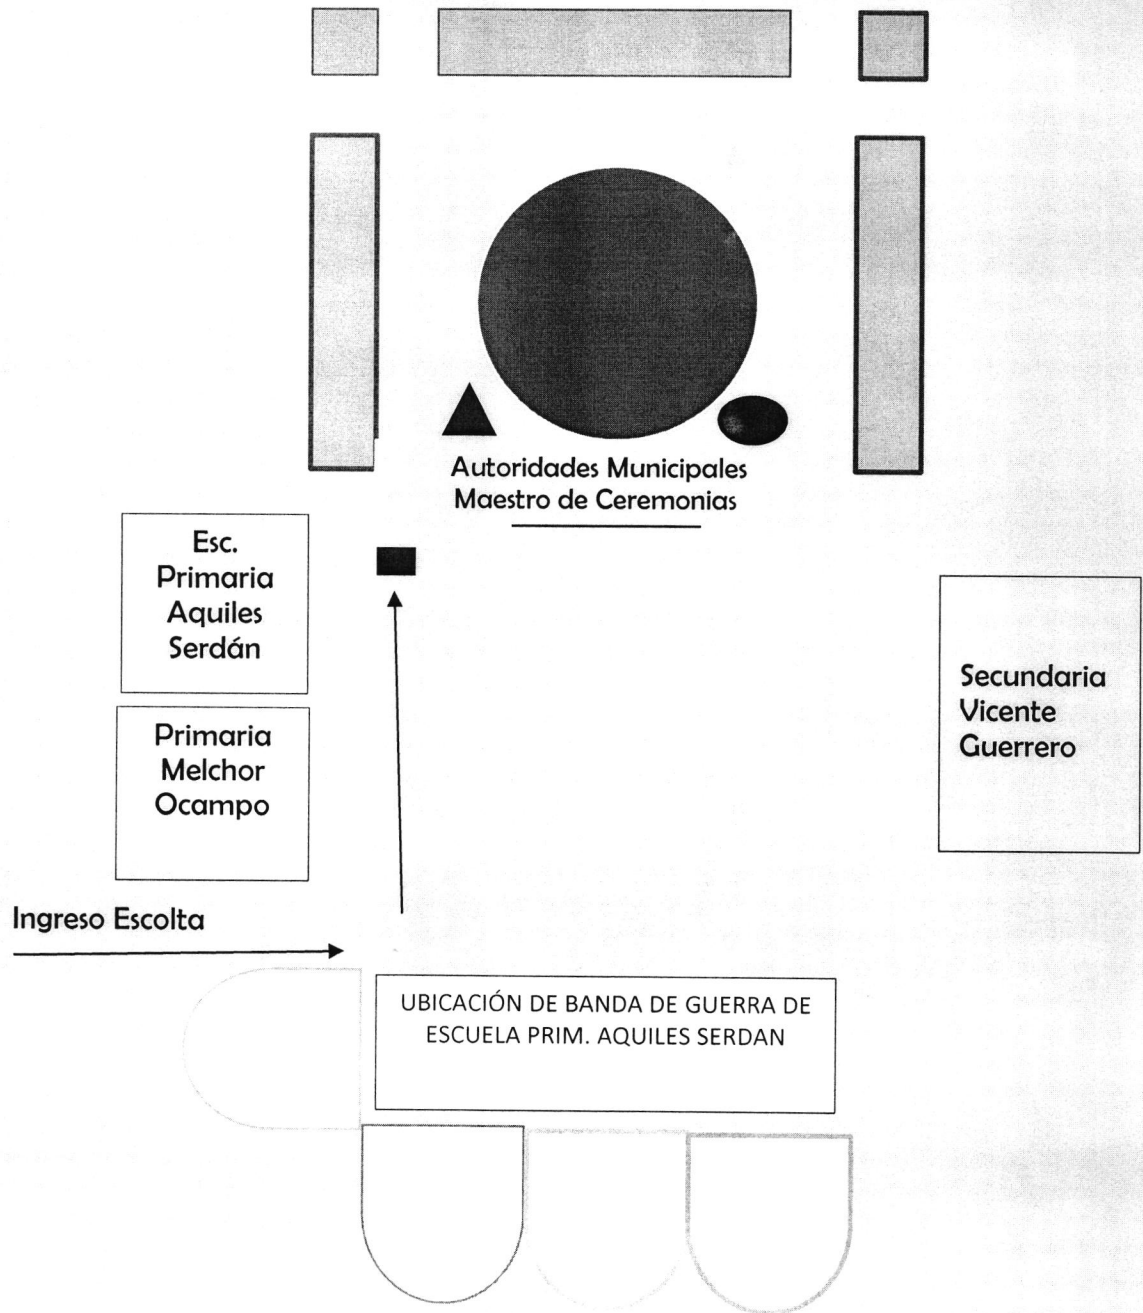 Autoridades Municipales
Maestro de Ceremonias
Esc.
Primaria
Aquiles
Serdán
Primaria
Melchor
Ocampo
Secundaria
Vicente
Guerrero
Ingreso Escolta
UBICACIÓN DE BANDA DE GUERRA DE
ESCUELA PRIM. AQUILES SERDAN